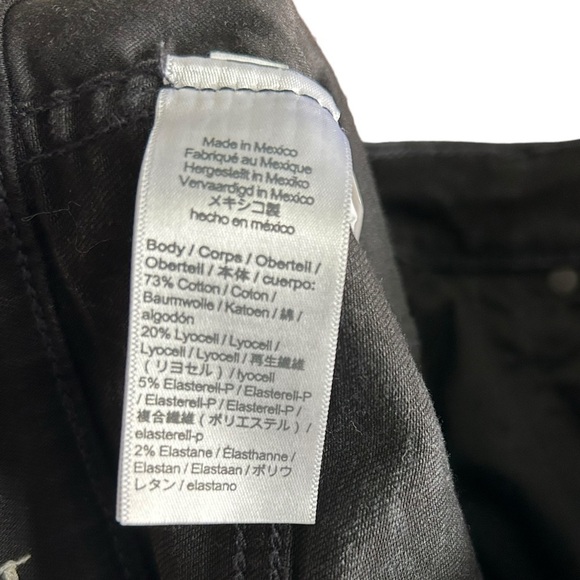 Made in Mexico
Fabriqué au Mexique
Hergestellt in Mexiko
Vervaardigd in Mexico
メキシコ製
hecho en méxico
Body / Corps / Oberteil /
Oberteil / 本体 / cuerpo:
73% Cotton / Coton /
Baumwolle / Katoen / 綿 /
algodón
20% Lyocell / Lyocell /
Lyocell / Lyocell / 再生繊維
（リヨセル）/ lyocell
5% Elasterell-P / Elasterell-P
/ Elasterell-P / Elasterell-P /
複合繊維（ポリエステル）/
elasterell-p
2% Elastane / Élasthanne /
Elastan / Elastaan / ポリウ
レタン / elastano